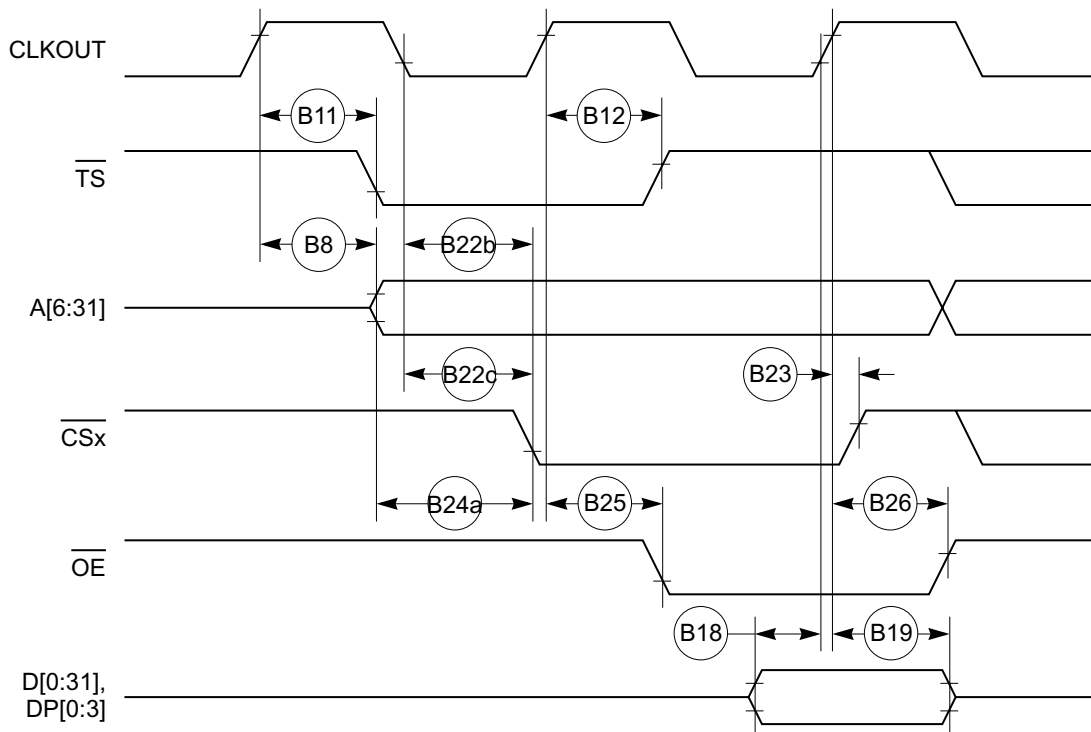 CLKOUT
B11
B12
TS
B8
B22b
A[6:31]
B22c
B23
CSx
B24a
B25
B26
OE
B18
B19
D[0:31],
DP[0:3]